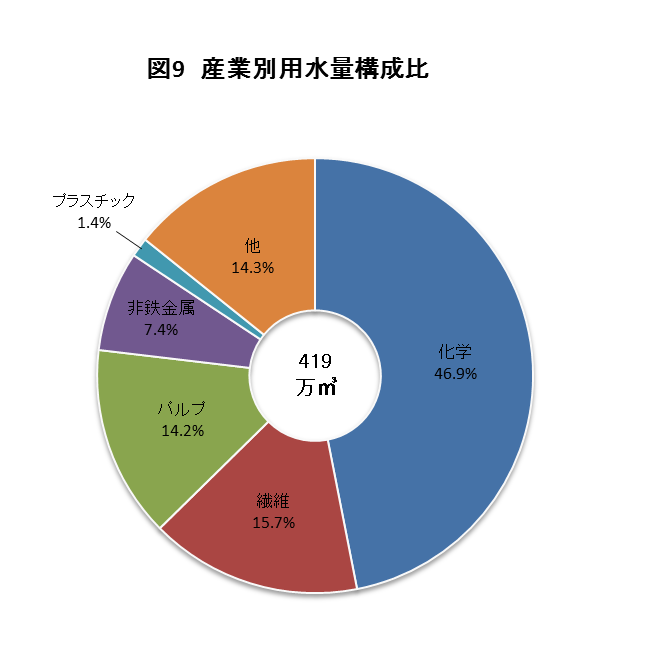 図9 産業別用水量構成比
プラスチック
1.4%
他
14.3%
非鉄金属
7.4%
化学
46.9%
419
万㎥
パルプ
14.2%
繊維
15.7%